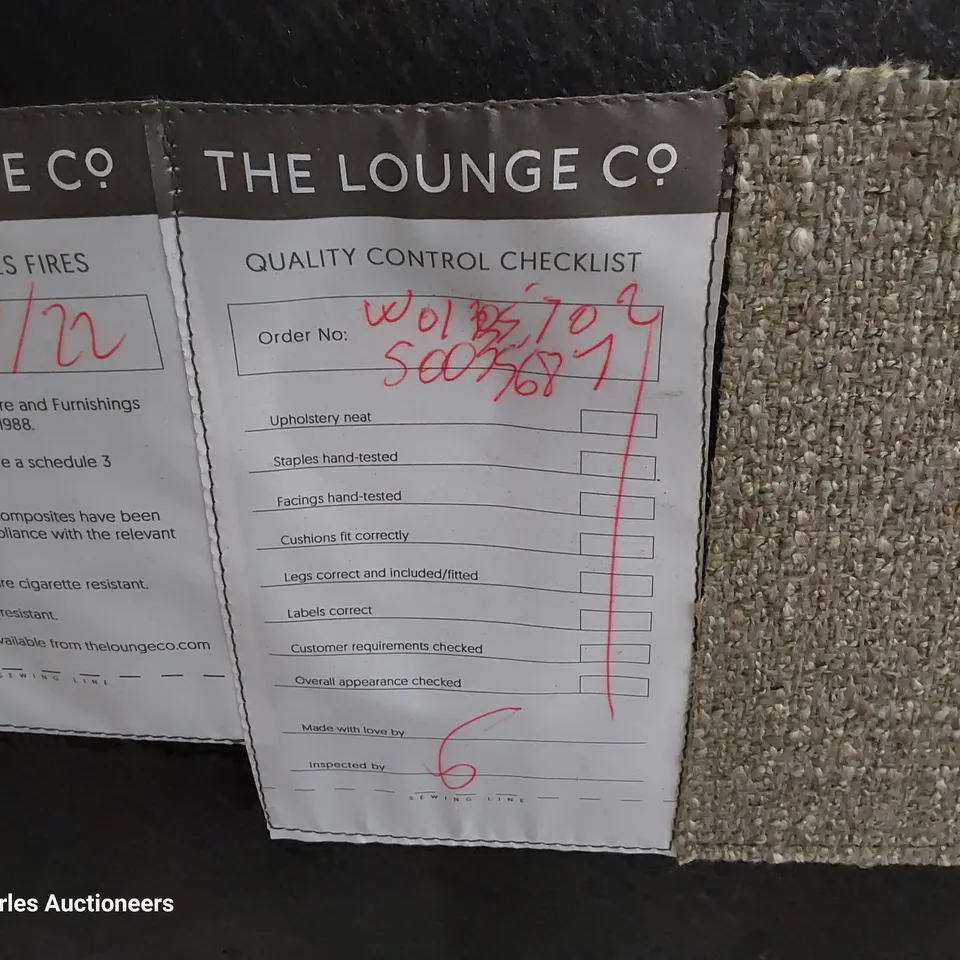 E Co
THE LOUNGE Co
LS FIRES
/22
re and Furnishings
1988.
e a schedule 3
omposites have been
pliance with the relevant
re cigarette resistant.
resistant.
vailable from theloungeco.com
SEWING LINE
QUALITY CONTROL CHECKLIST
Order No:
Upholstery neat
Staples hand-tested
Facings hand-tested
Cushions fit correctly
Legs correct and included/fitted
Labels correct
Customer requirements checked
Overall appearance checked
Made with love by
Inspected by 6
SEWING LINE
rles Auctioneers